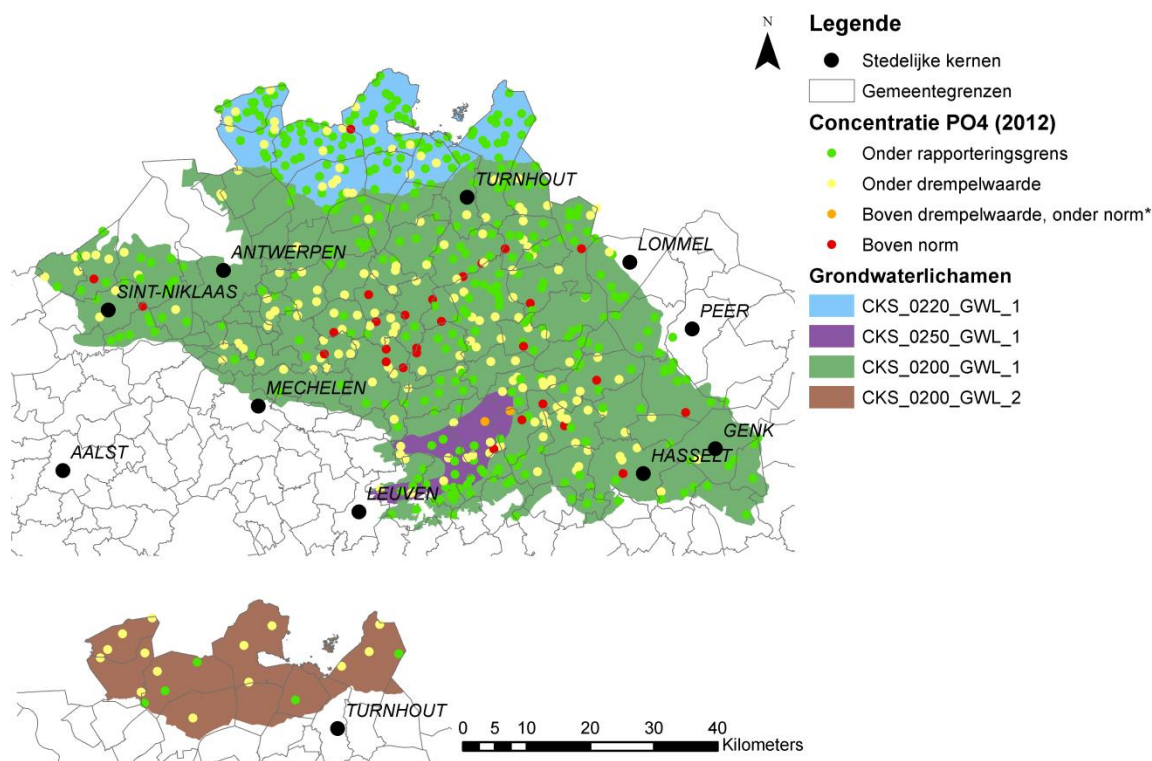 N
Legende
Stedelijke kernen
Gemeentegrenzen
Concentratie PO4 (2012)
Onder rapporteringsgrens
Onder drempelwaarde
Boven drempelwaarde, onder norm*
Boven norm
Grondwaterlichamen
CKS_0220_GWL_1
CKS_0250_GWL_1
CKS_0200_GWL_1
CKS_0200_GWL_2
TURNHOUT
ANTWERPEN
LOMMEL
SINT-NIKLAAS
PEER
MECHELEN
GENK
AALST
HASSELT
LEUVEN
TURNHOUT
0 5 10 20 30 40
Kilometers